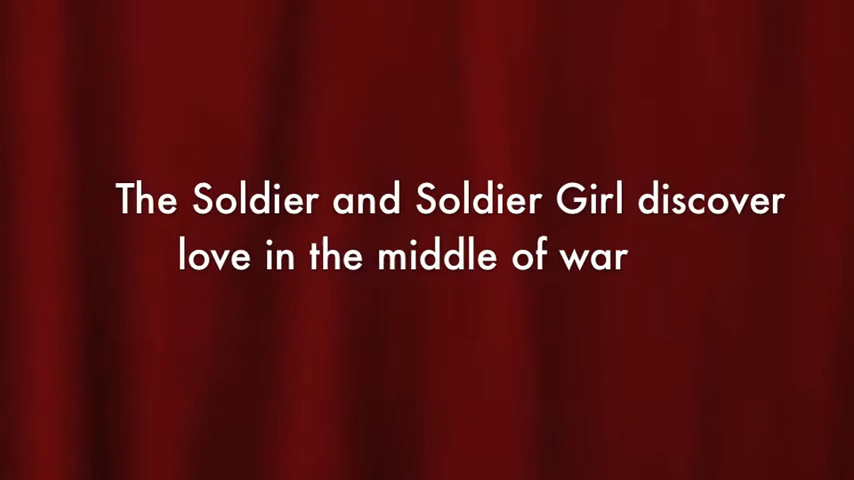 The Soldier and Soldier Girl discover
love in the middle of war